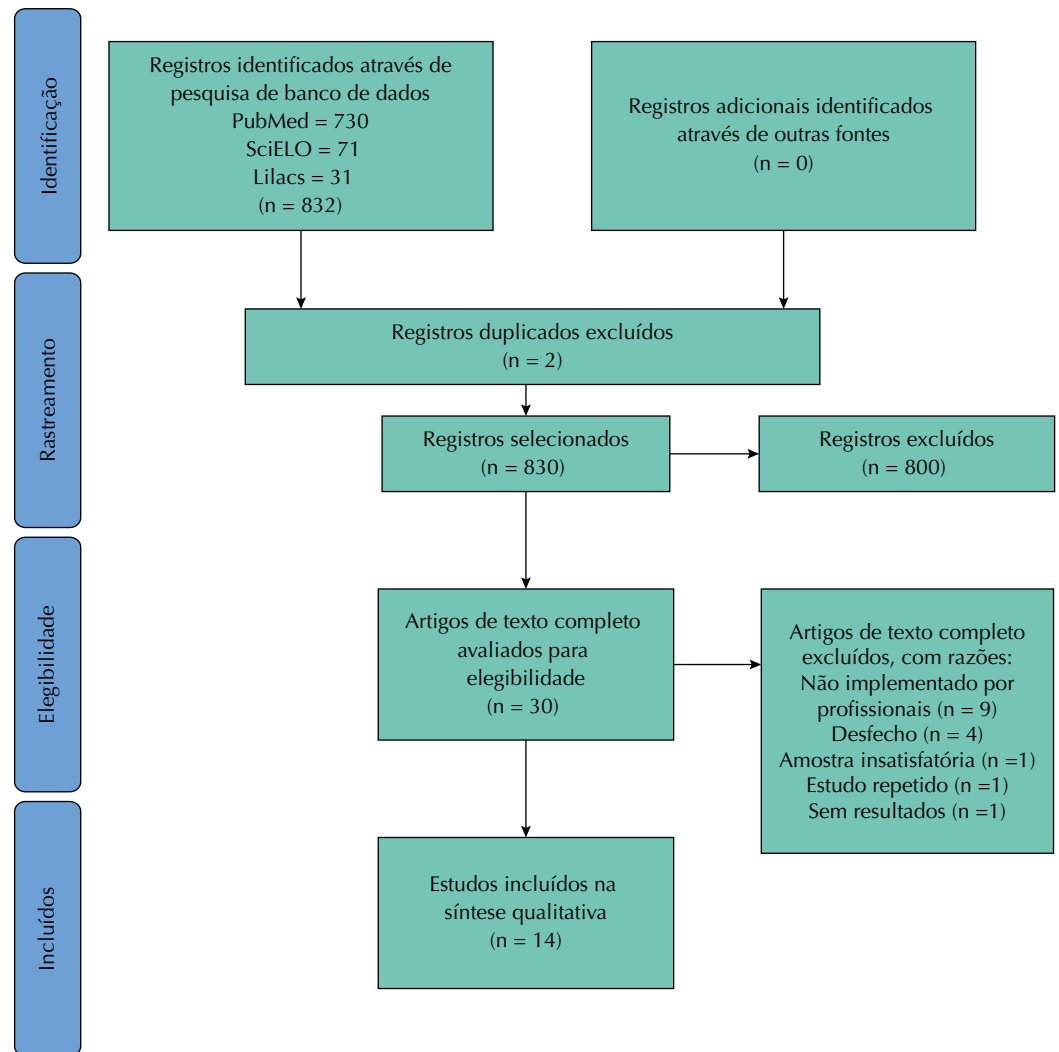 Identificação
Registros identificados através de
pesquisa de banco de dados
PubMed = 730
SciELO = 71
Lilacs = 31
(n = 832)
Registros adicionais identificados
através de outras fontes
(n = 0)
Rastreamento
Registros duplicados excluídos
(n = 2)
Registros selecionados
(n = 830)
Registros excluídos
(n = 800)
Elegibilidade
Artigos de texto completo
avaliados para
elegibilidade
(n = 30)
Artigos de texto completo
excluídos, com razões:
Não implementado por
profissionais (n = 9)
Desfecho (n = 4)
Amostra insatisfatória (n =1)
Estudo repetido (n =1)
Sem resultados (n =1)
Incluídos
Estudos incluídos na
síntese qualitativa
(n = 14)